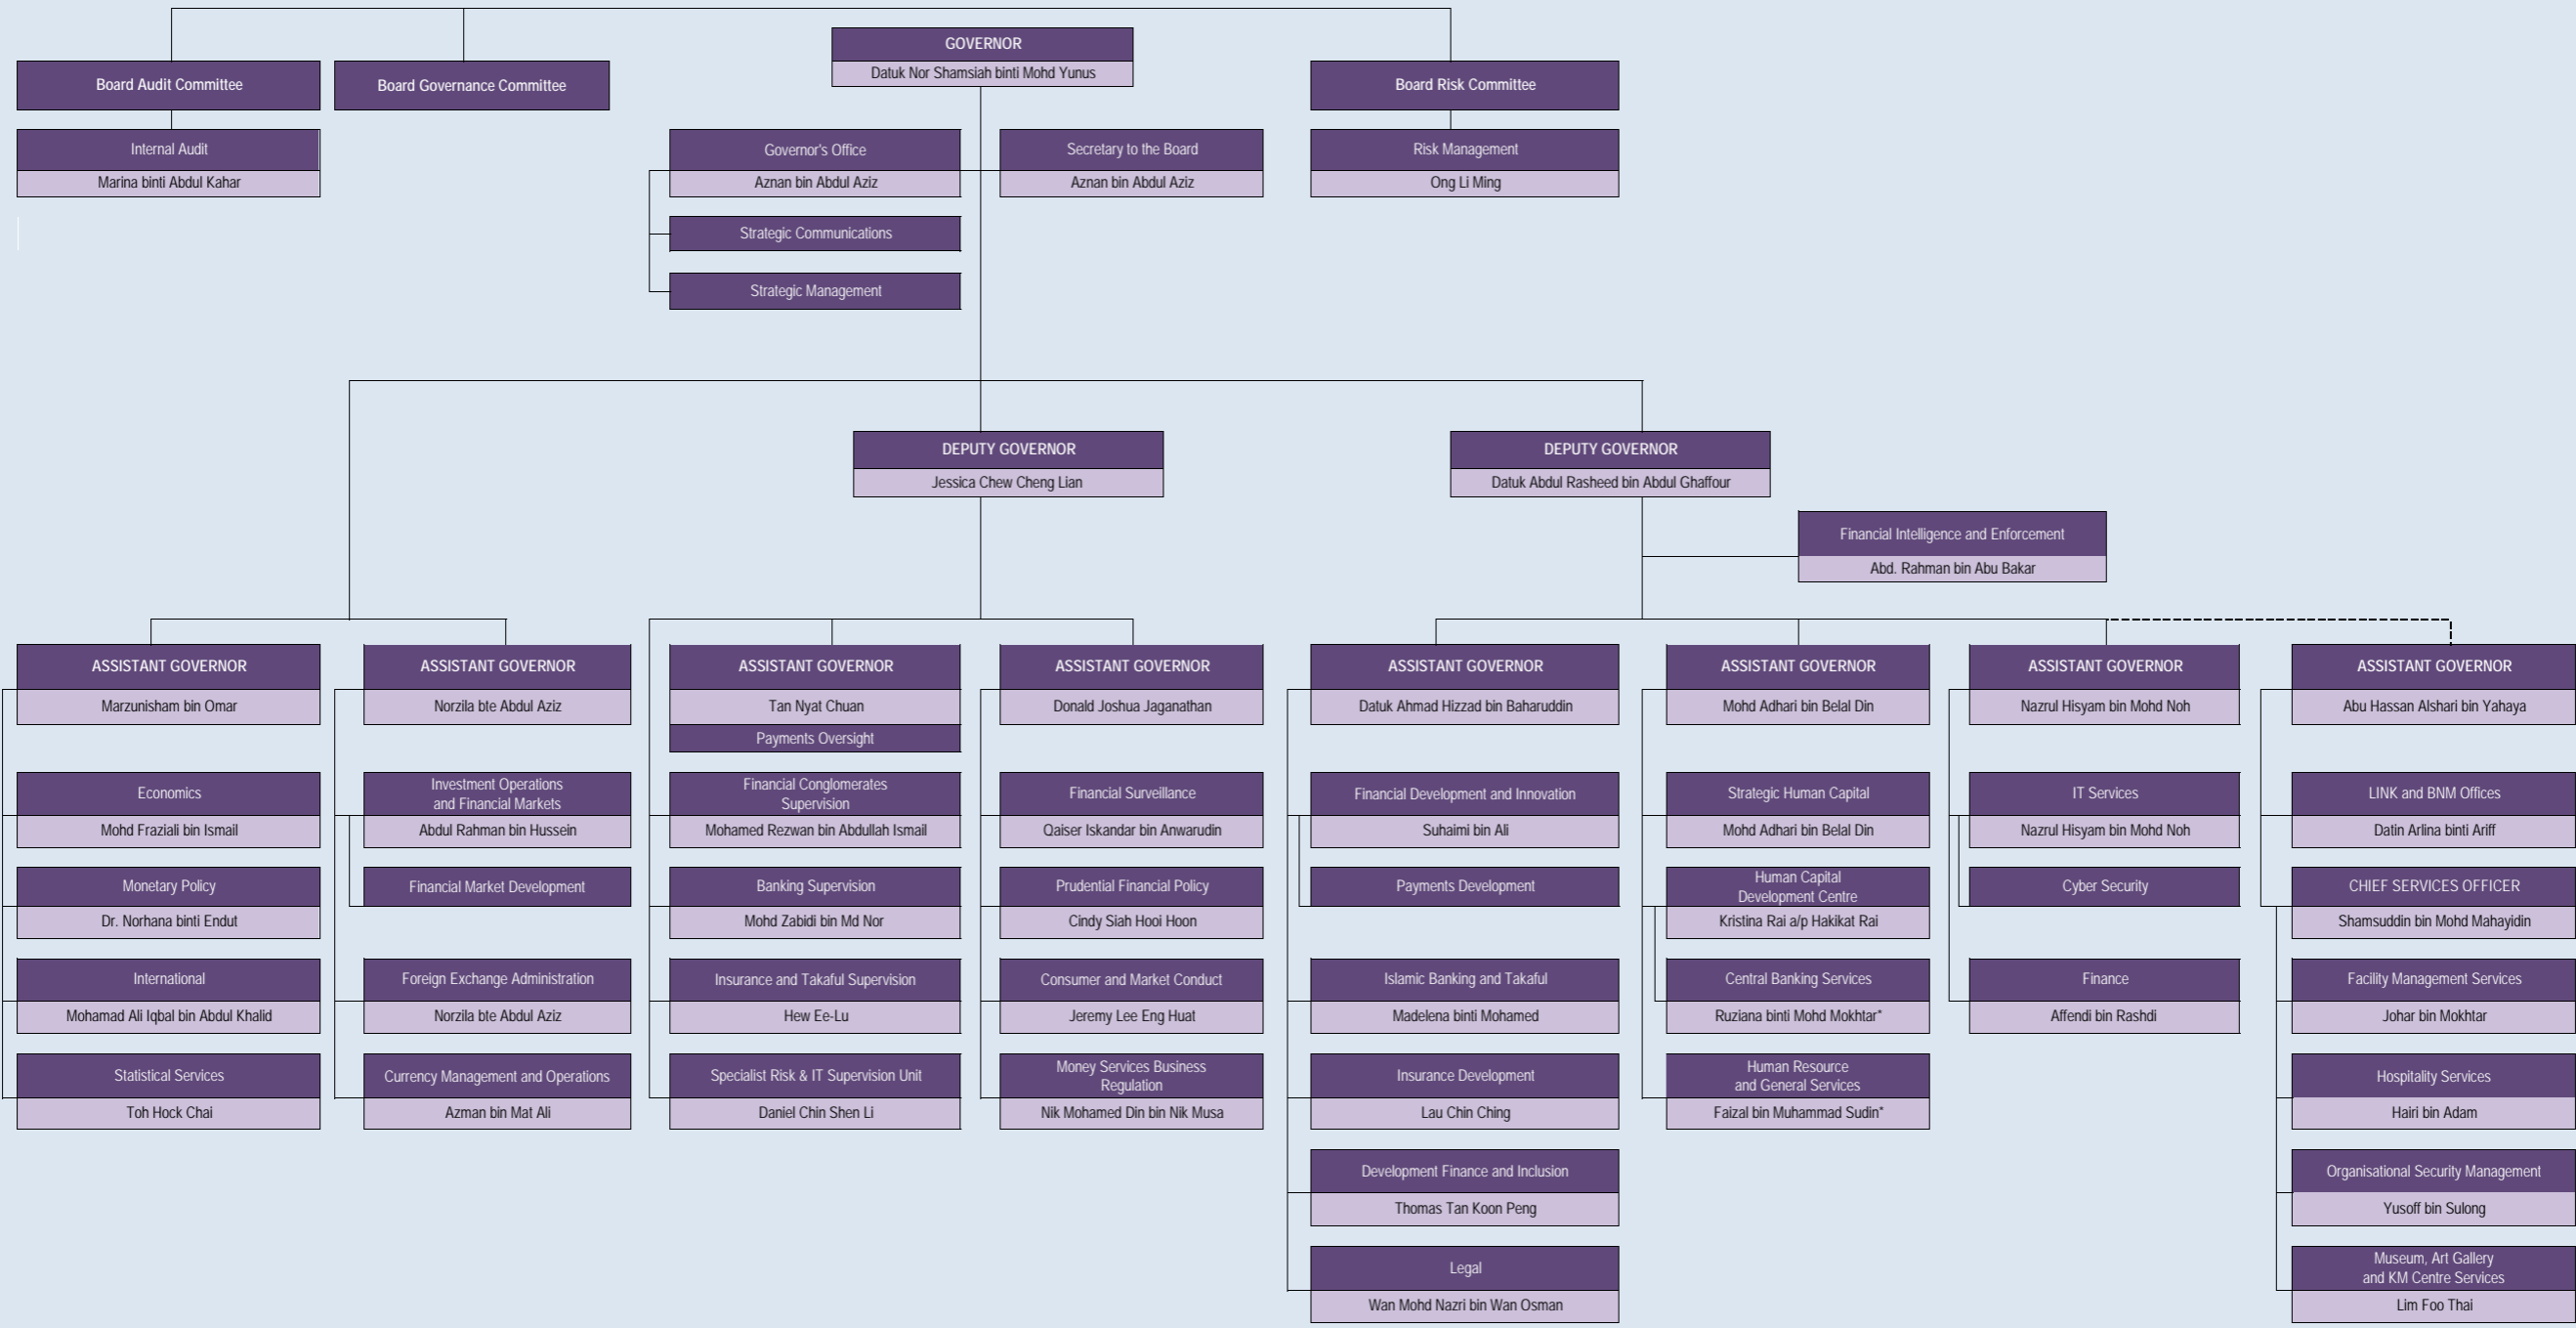 GOVERNOR
Datuk Nor Shamsiah binti Mohd Yunus
Board Audit Committee
Board Governance Committee
Board Risk Committee
Internal Audit
Marina binti Abdul Kahar
Governor's Office
Aznan bin Abdul Aziz
Secretary to the Board
Aznan bin Abdul Aziz
Risk Management
Ong Li Ming
Strategic Communications
Strategic Management
DEPUTY GOVERNOR
Jessica Chew Cheng Lian
DEPUTY GOVERNOR
Datuk Abdul Rasheed bin Abdul Ghaffour
Financial Intelligence and Enforcement
Abd. Rahman bin Abu Bakar
ASSISTANT GOVERNOR
Marzunisham bin Omar
Economics
Mohd Fraziali bin Ismail
Monetary Policy
Dr. Norhana binti Endut
International
Mohamad Ali Iqbal bin Abdul Khalid
Statistical Services
Toh Hock Chai
ASSISTANT GOVERNOR
Norzila bte Abdul Aziz
Investment Operations
and Financial Markets
Abdul Rahman bin Hussein
Financial Market Development
Foreign Exchange Administration
Norzila bte Abdul Aziz
Currency Management and Operations
Azman bin Mat Ali
ASSISTANT GOVERNOR
Tan Nyat Chuan
Payments Oversight
Financial Conglomerates
Supervision
Mohamed Rezwan bin Abdullah Ismail
Banking Supervision
Mohd Zabidi bin Md Nor
Insurance and Takaful Supervision
Hew Ee-Lu
Specialist Risk & IT Supervision Unit
Daniel Chin Shen Li
ASSISTANT GOVERNOR
Donald Joshua Jaganathan
Financial Surveillance
Qaiser Iskandar bin Anwarudin
Prudential Financial Policy
Cindy Siah Hooi Hoon
Consumer and Market Conduct
Jeremy Lee Eng Huat
Money Services Business
Regulation
Nik Mohamed Din bin Nik Musa
ASSISTANT GOVERNOR
Datuk Ahmad Hizzad bin Baharuddin
Financial Development and Innovation
Suhaimi bin Ali
Payments Development
Islamic Banking and Takaful
Madelena binti Mohamed
Insurance Development
Lau Chin Ching
Development Finance and Inclusion
Thomas Tan Koon Peng
Legal
Wan Mohd Nazri bin Wan Osman
ASSISTANT GOVERNOR
Mohd Adhari bin Belal Din
Strategic Human Capital
Mohd Adhari bin Belal Din
Human Capital
Development Centre
Kristina Rai a/p Hakikat Rai
Central Banking Services
Ruziana binti Mohd Mokhtar*
Human Resource
and General Services
Faizal bin Muhammad Sudin*
ASSISTANT GOVERNOR
Nazrul Hisyam bin Mohd Noh
IT Services
Nazrul Hisyam bin Mohd Noh
Cyber Security
Finance
Affendi bin Rashdi
ASSISTANT GOVERNOR
Abu Hassan Alshari bin Yahaya
LINK and BNM Offices
Datin Arlina binti Ariff
CHIEF SERVICES OFFICER
Shamsuddin bin Mohd Mahayidin
Facility Management Services
Johar bin Mokhtar
Hospitality Services
Hairi bin Adam
Organisational Security Management
Yusoff bin Sulong
Museum, Art Gallery
and KM Centre Services
Lim Foo Thai